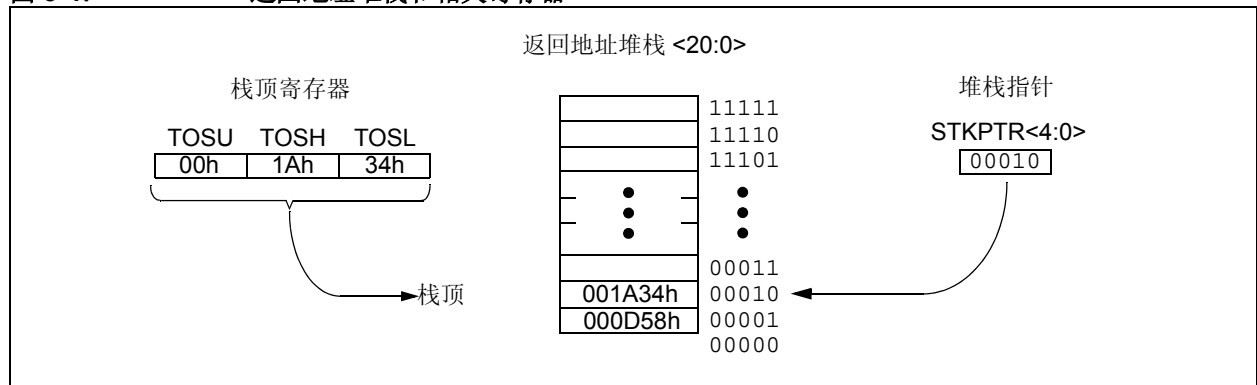 返回地址堆栈 <20:0>
栈顶寄存器
TOSU TOSH TOSL
00h 1Ah 34h
栈顶
11111
11110
11101
00011
001A34h 00010
000D58h 00001
00000
堆栈指针
STKPTR<4:0>
00010